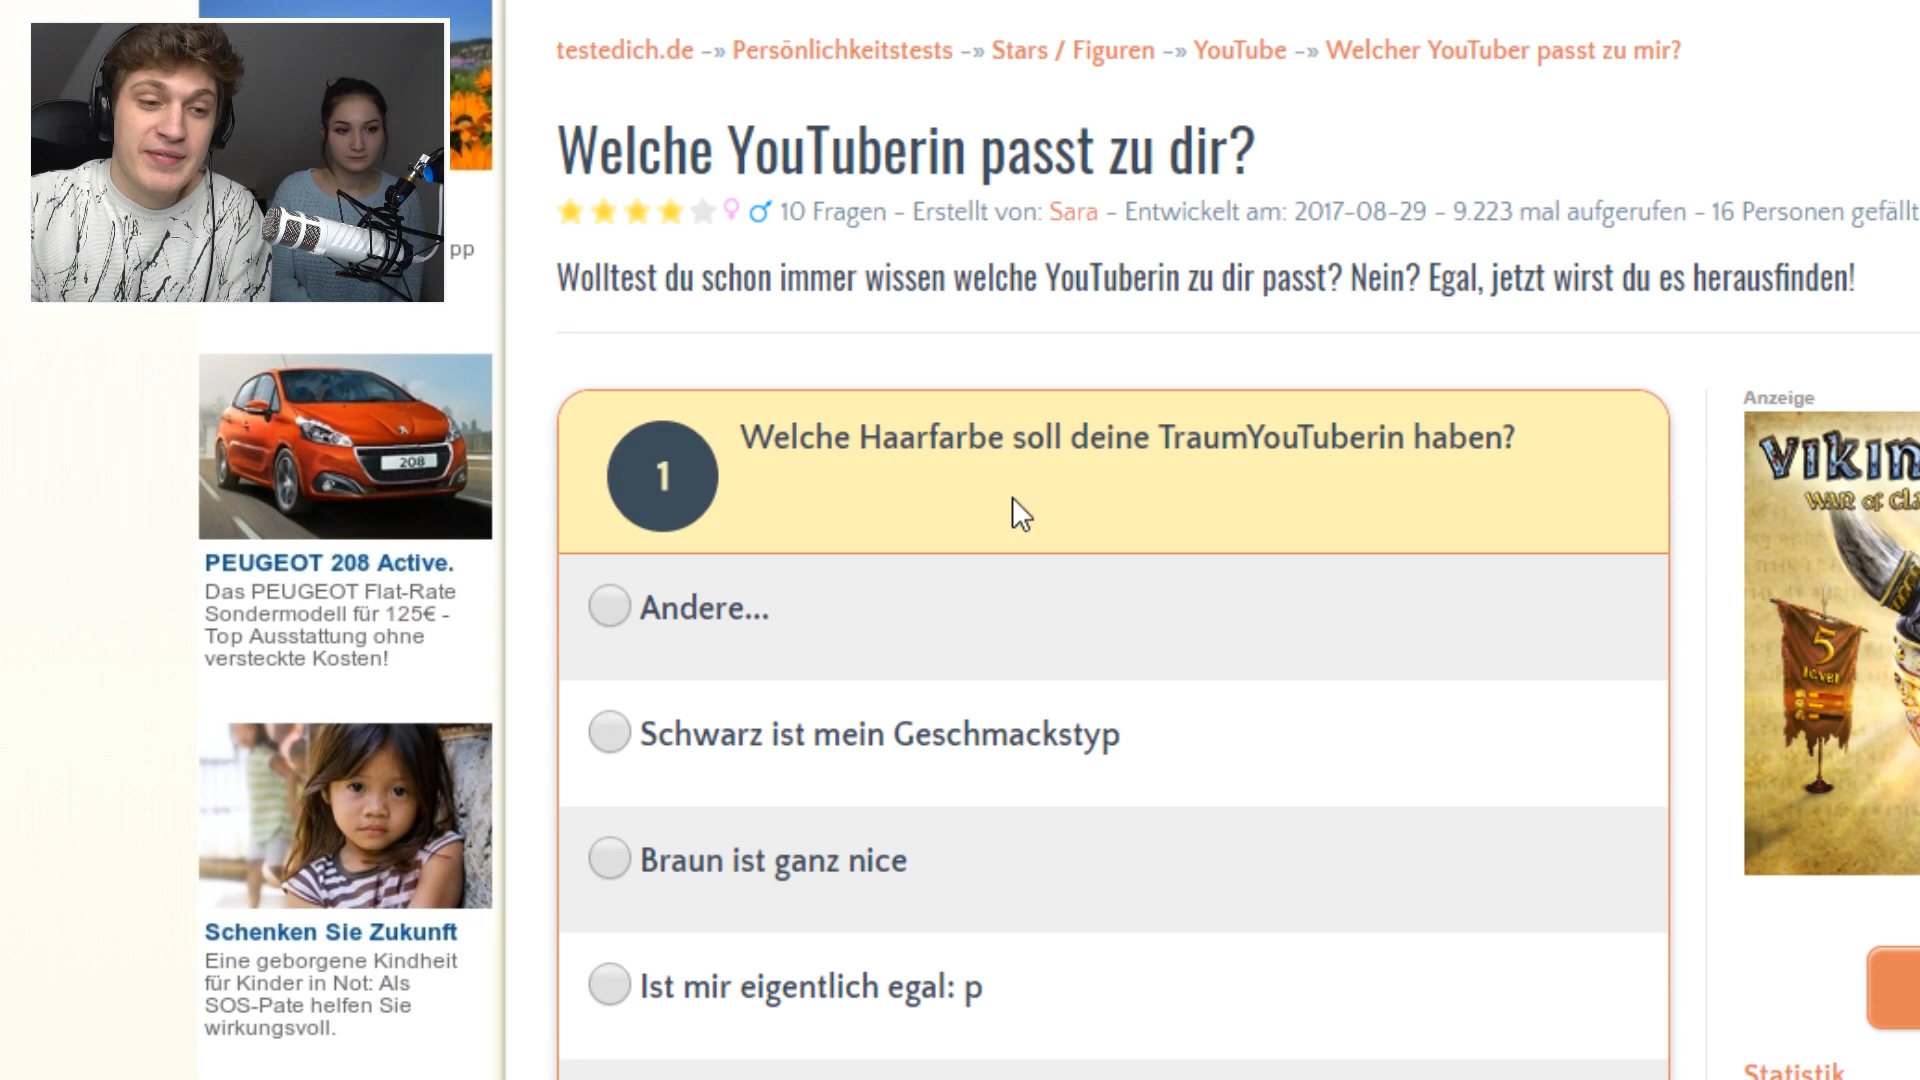 testedich.de -» Persönlichkeitstests -» Stars / Figuren -» YouTube -» Welcher YouTuber passt zu mir?
Welche YouTuberin passt zu dir?
10 Fragen - Erstellt von: Sara - Entwickelt am: 2017-08-29 - 9.223 mal aufgerufen - 16 Personen gefällt
Wolltest du schon immer wissen welche YouTuberin zu dir passt? Nein? Egal, jetzt wirst du es herausfinden!
pp
208
PEUGEOT 208 Active.
Das PEUGEOT Flat-Rate
Sondermodell für 125€ -
Top Ausstattung ohne
versteckte Kosten!
Schenken Sie Zukunft
Eine geborgene Kindheit
für Kinder in Not: Als
SOS-Pate helfen Sie
wirkungsvoll.
1
Welche Haarfarbe soll deine TraumYouTuberin haben?
Andere...
Schwarz ist mein Geschmackstyp
Braun ist ganz nice
Ist mir eigentlich egal: p
Anzeige
5
Statistik